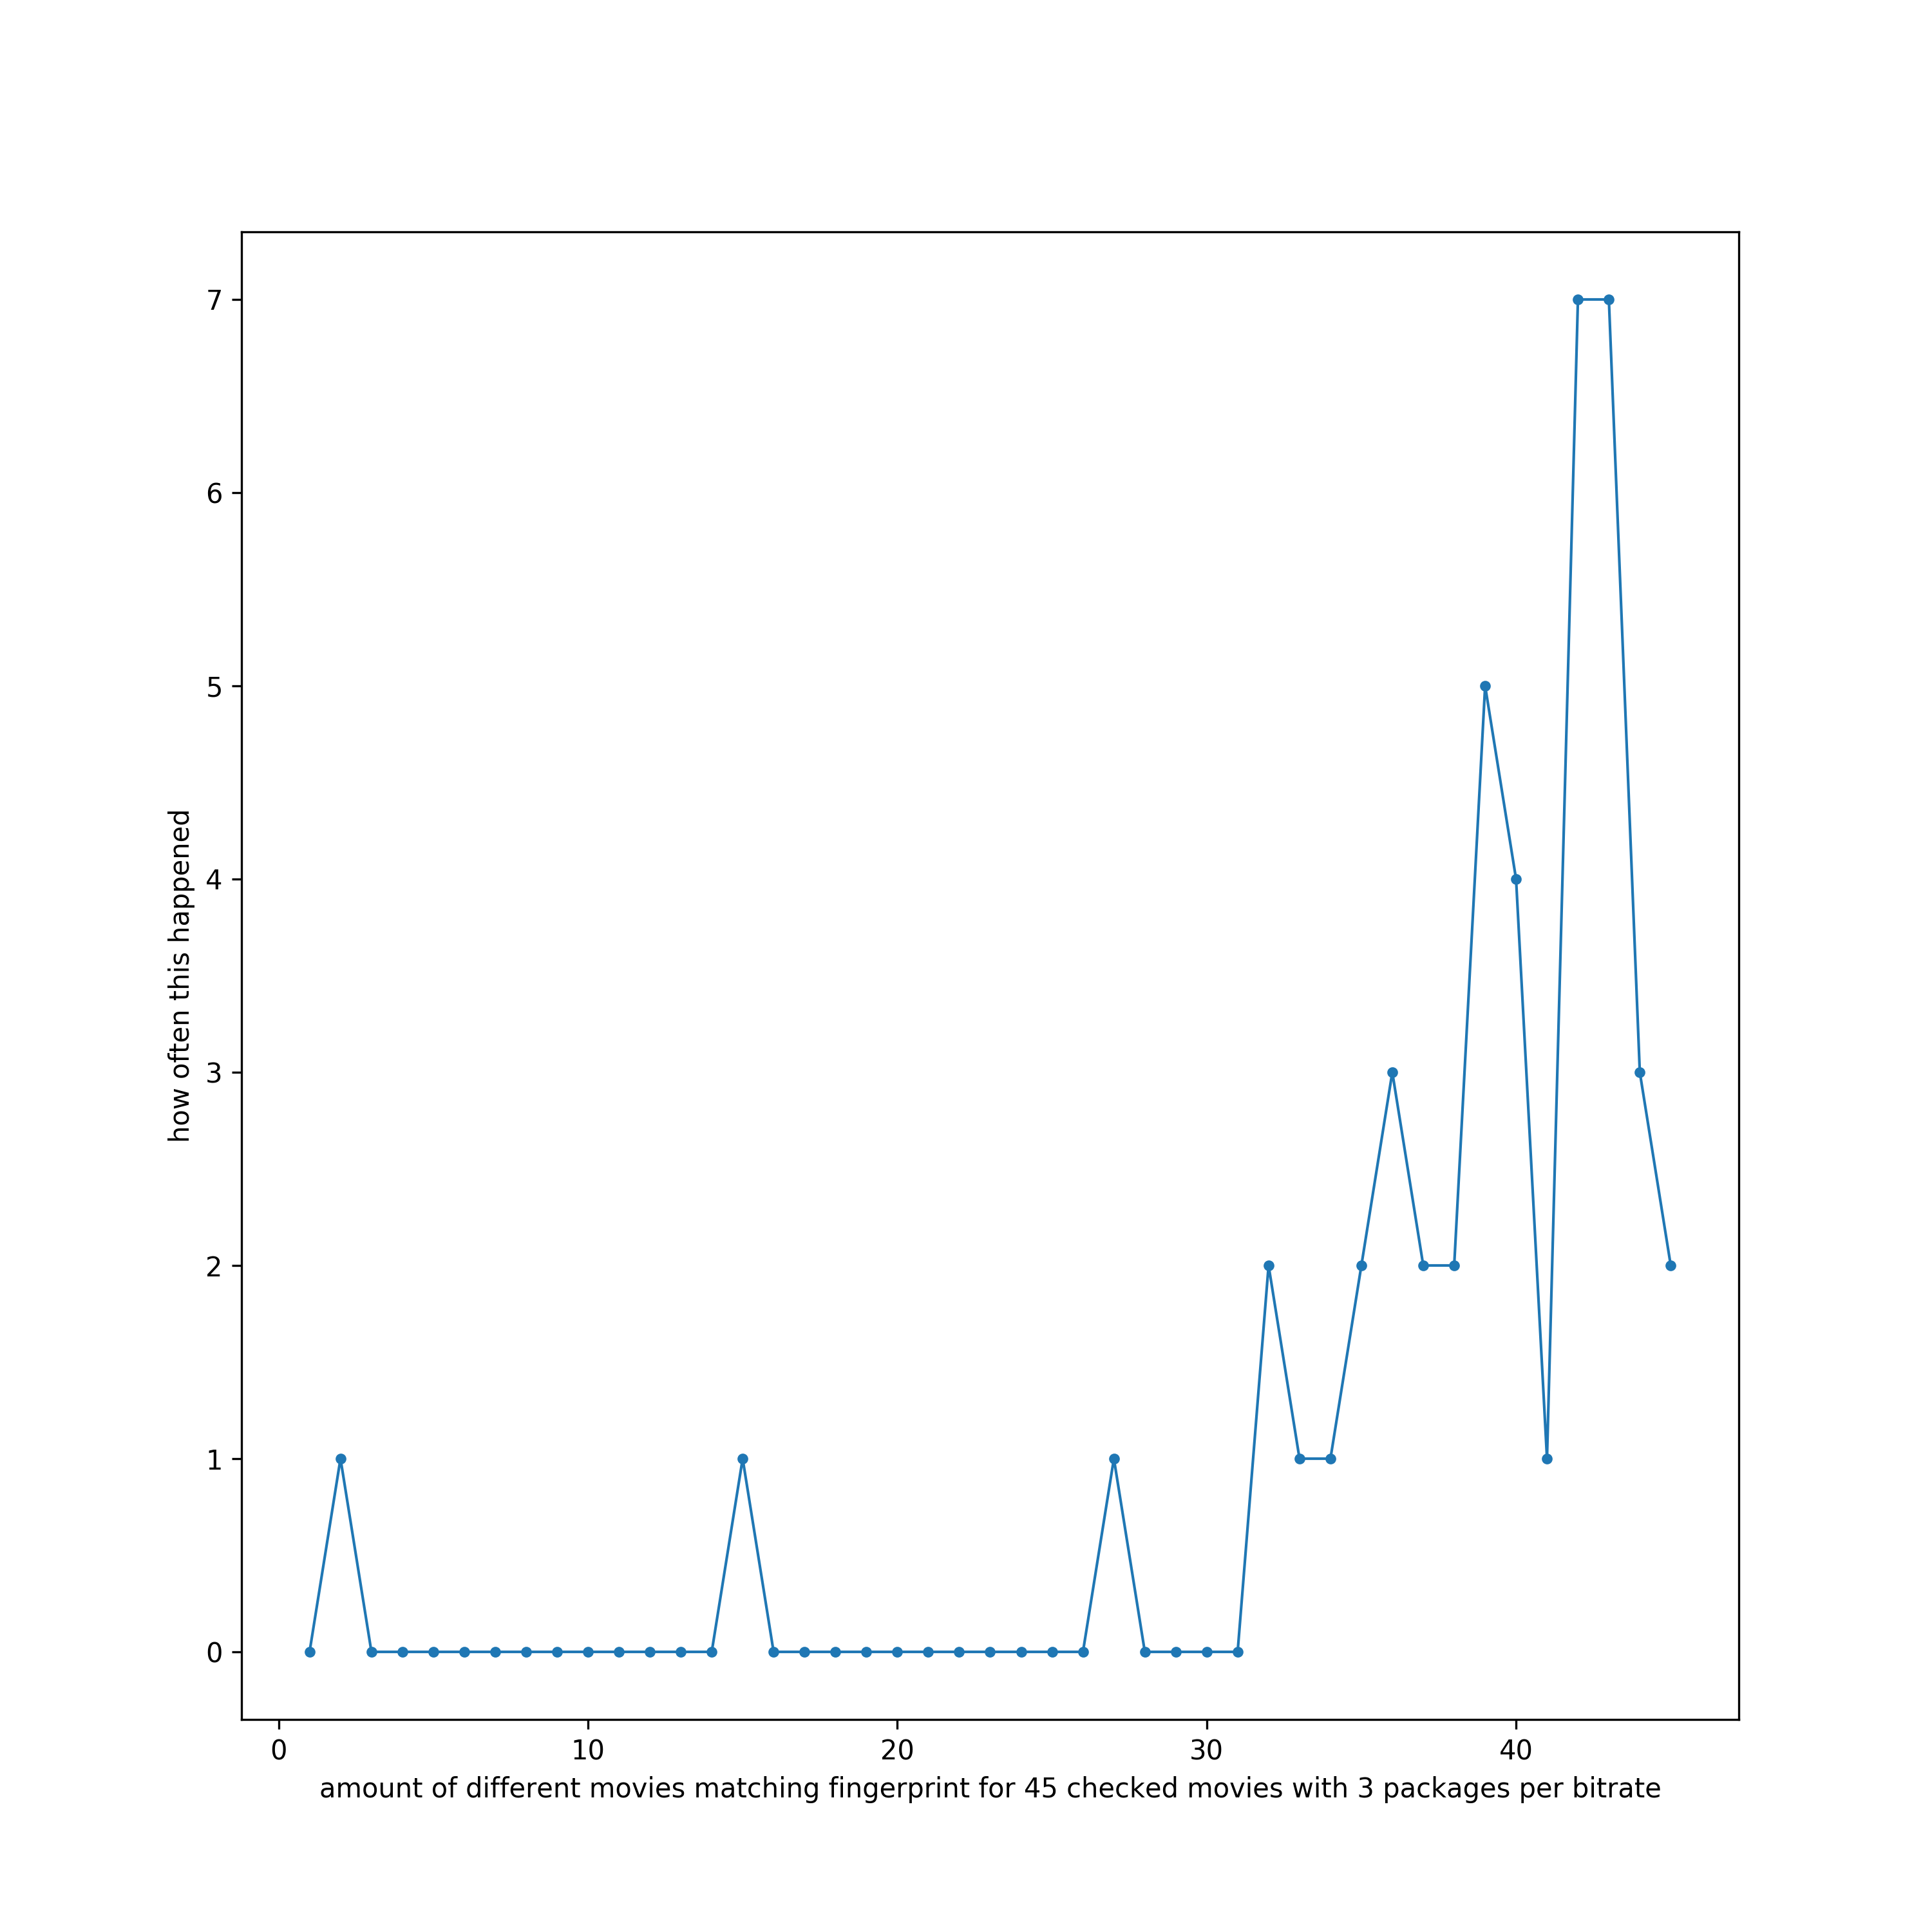 7
6
5
4
3
2
1
0
how often this happened
0 10 20 30 40
amount of different movies matching fingerprint for 45 checked movies with 3 packages per bitrate